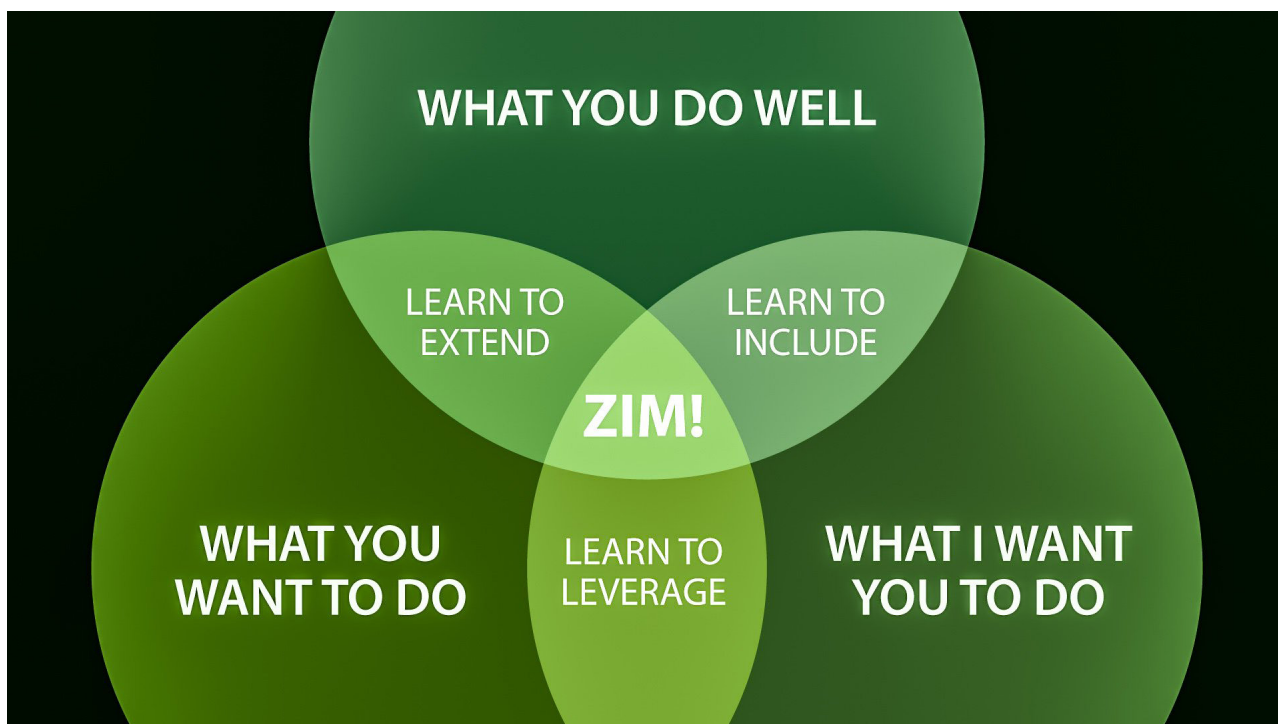 WHAT YOU DO WELL
LEARN TO
EXTEND
LEARN TO
INCLUDE
ZIM!
WHAT YOU
WANT TO DO
LEARN TO
LEVERAGE
WHAT I WANT
YOU TO DO